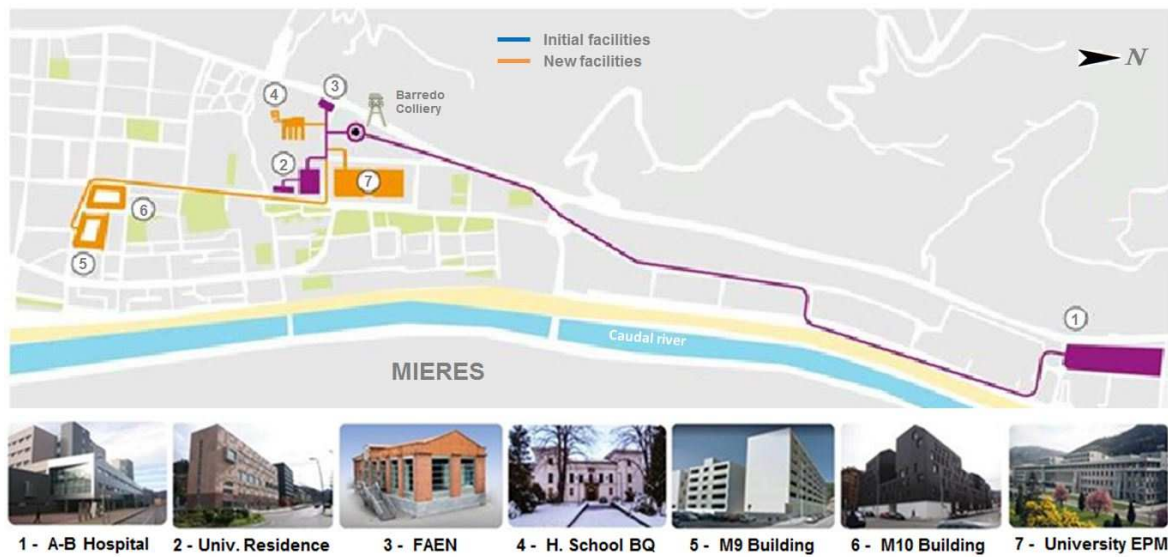 Initial facilities
New facilities
N
Barredo
Colliery
3
4
2
7
6
5
1
Caudal river
MIERES
1 - A-B Hospital
2 - Univ. Residence
3 - FAEN
4 - H. School BQ
5 - M9 Building
6 - M10 Building
7 - University EPM